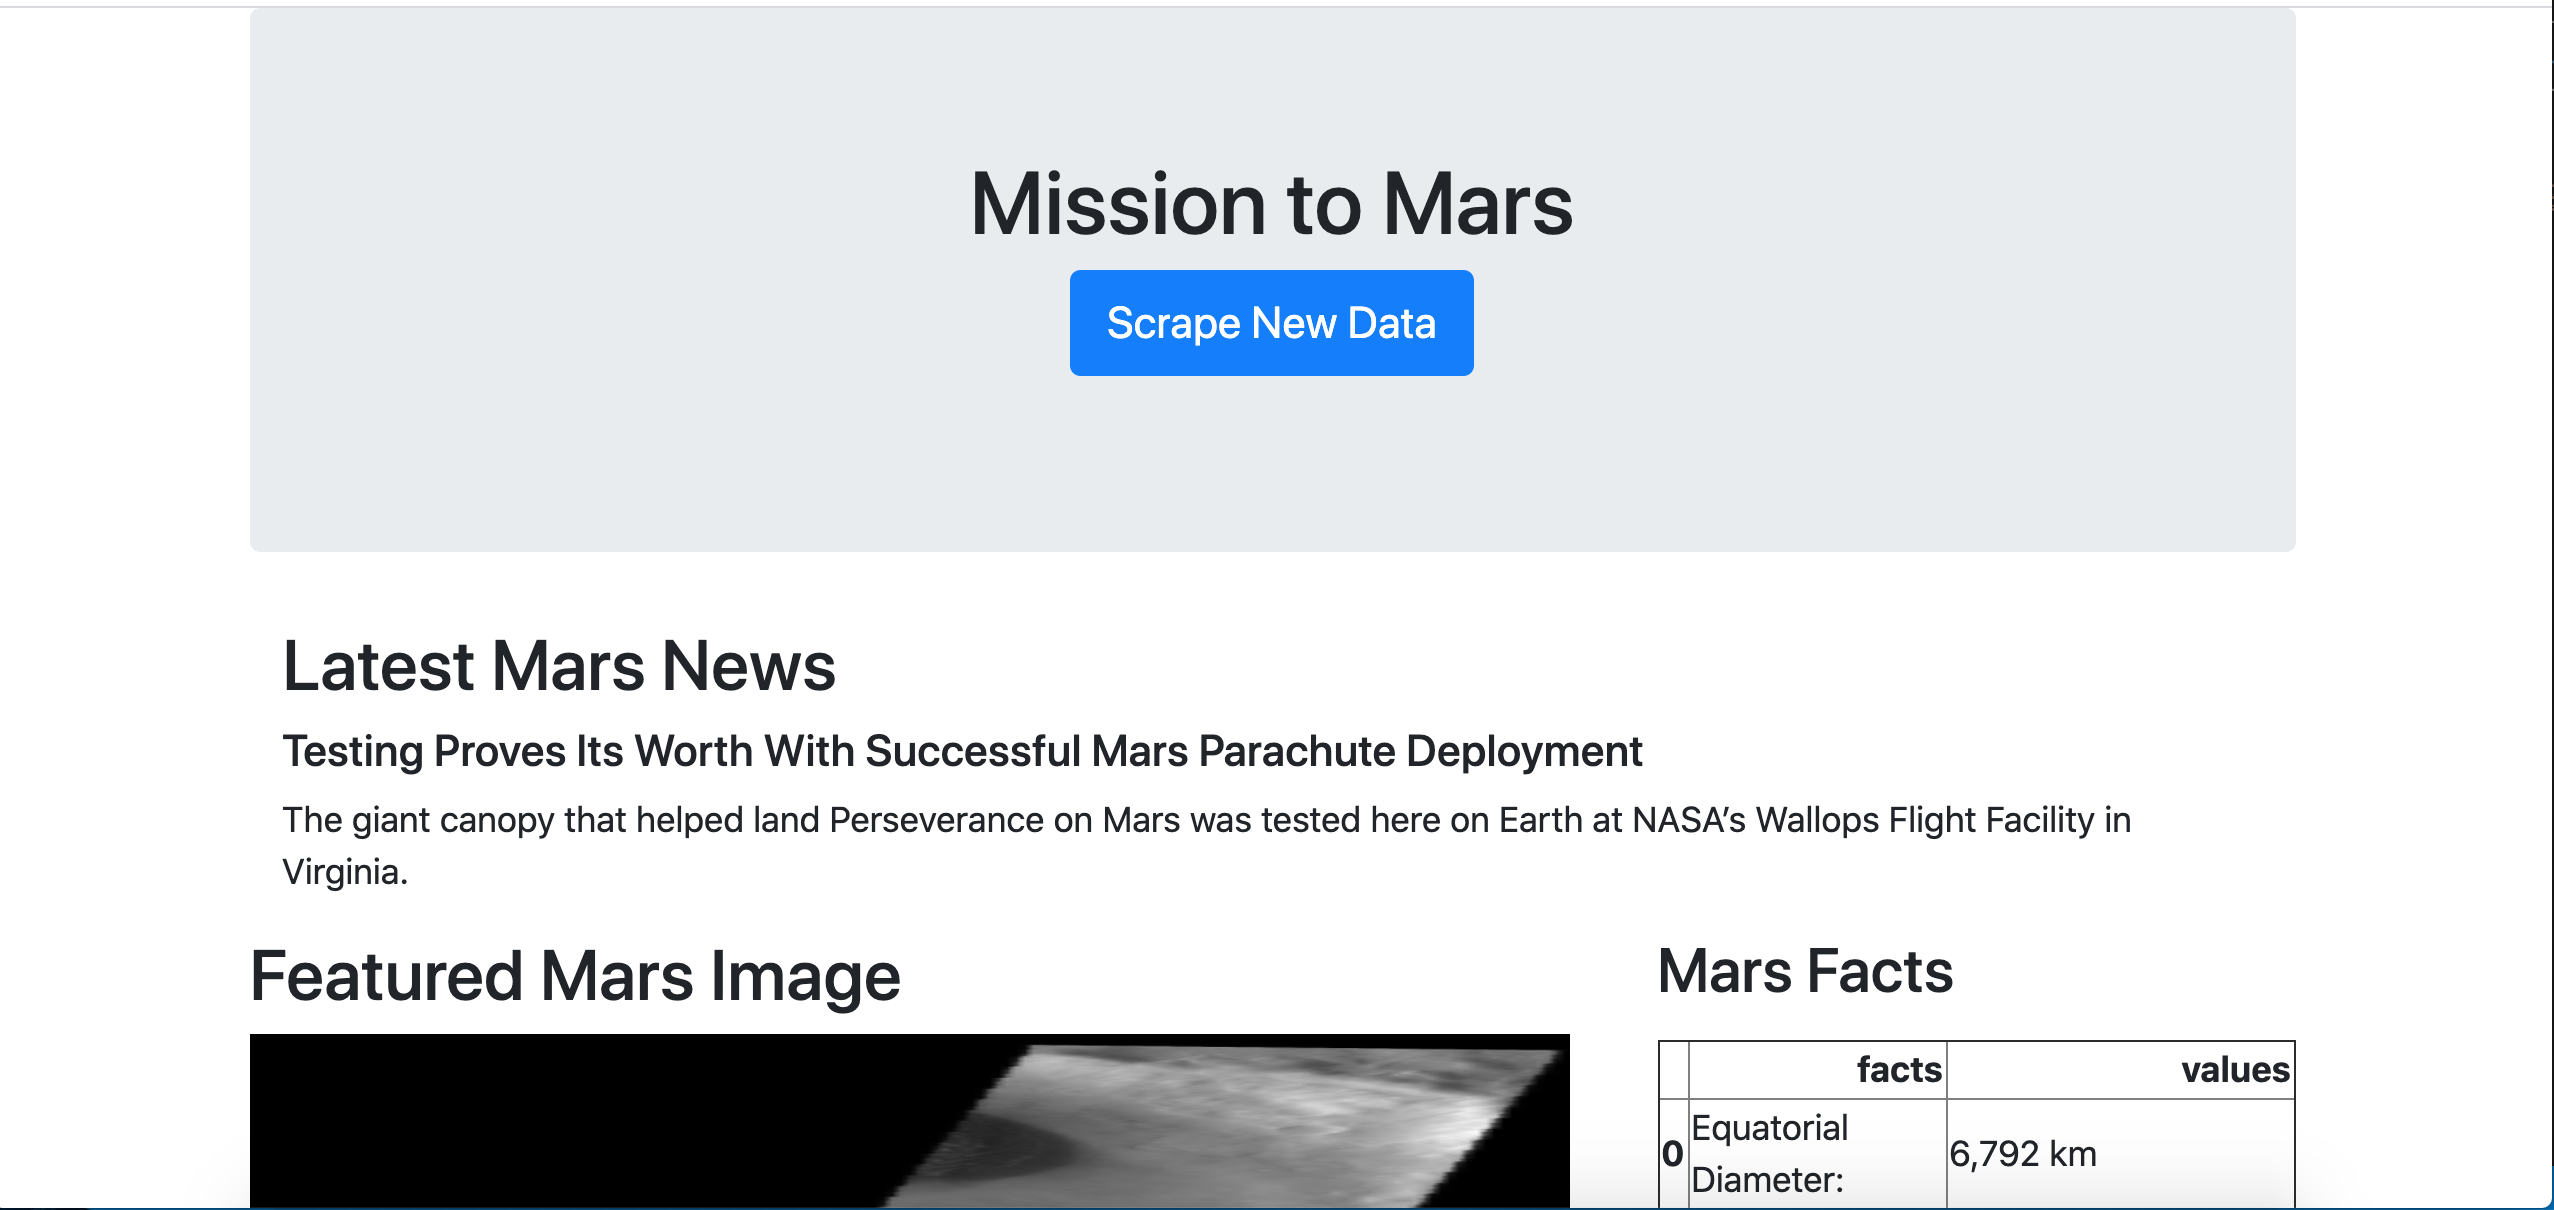 Mission to Mars
Scrape New Data
Latest Mars News
Testing Proves Its Worth With Successful Mars Parachute Deployment
The giant canopy that helped land Perseverance on Mars was tested here on Earth at NASA’s Wallops Flight Facility in
Virginia.
Featured Mars Image
Mars Facts
facts values
0 Equatorial Diameter: 6,792 km